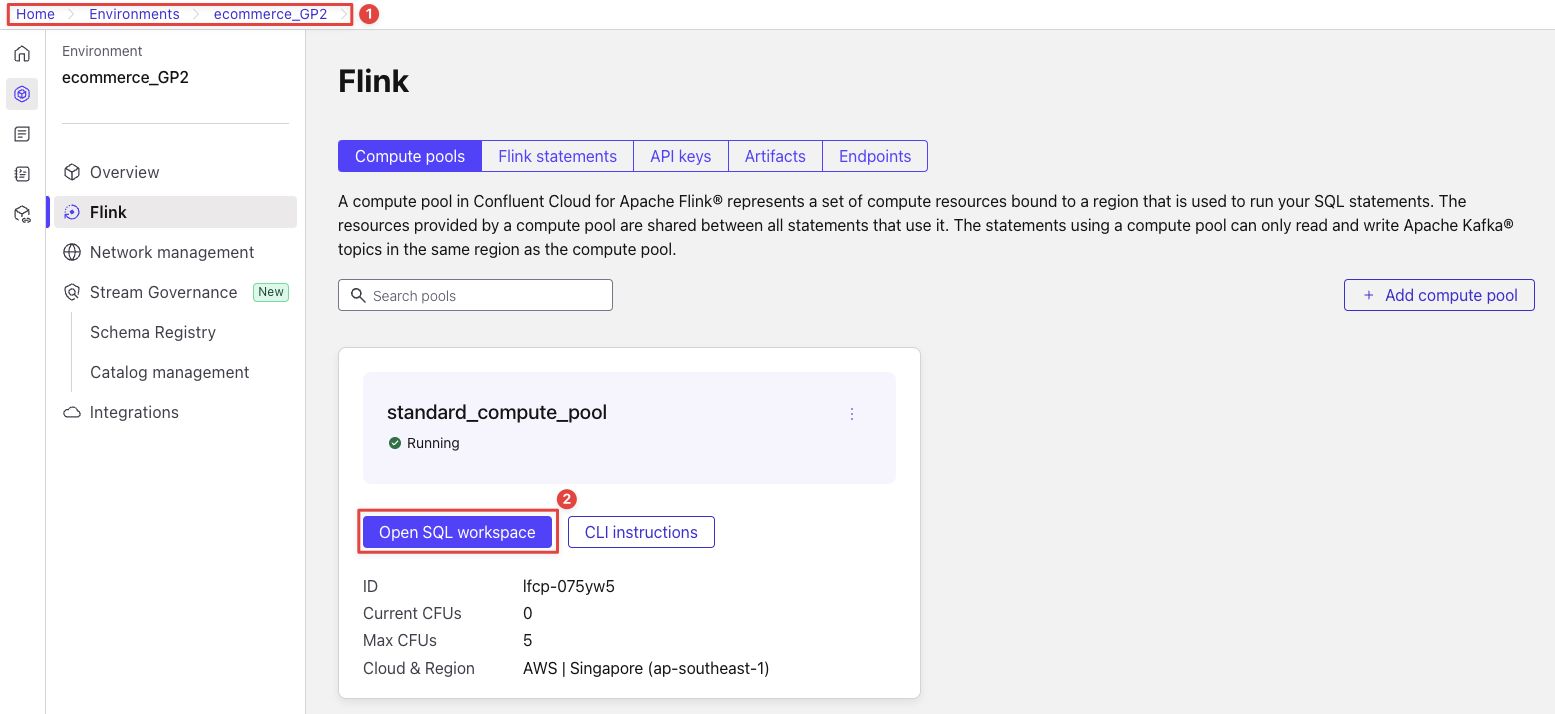 Home Environments ecommerce_GP2 1
Environment
ecommerce_GP2
Overview
Flink
Network management
Stream Governance New
Schema Registry
Catalog management
Integrations
Flink
Compute pools Flink statements API keys Artifacts Endpoints
A compute pool in Confluent Cloud for Apache Flink® represents a set of compute resources bound to a region that is used to run your SQL statements. The
resources provided by a compute pool are shared between all statements that use it. The statements using a compute pool can only read and write Apache Kafka®
topics in the same region as the compute pool.
Search pools
+ Add compute pool
standard_compute_pool
Running
2
Open SQL workspace CLI instructions
ID lfcp-075yw5
Current CFUs 0
Max CFUs 5
Cloud & Region AWS | Singapore (ap-southeast-1)